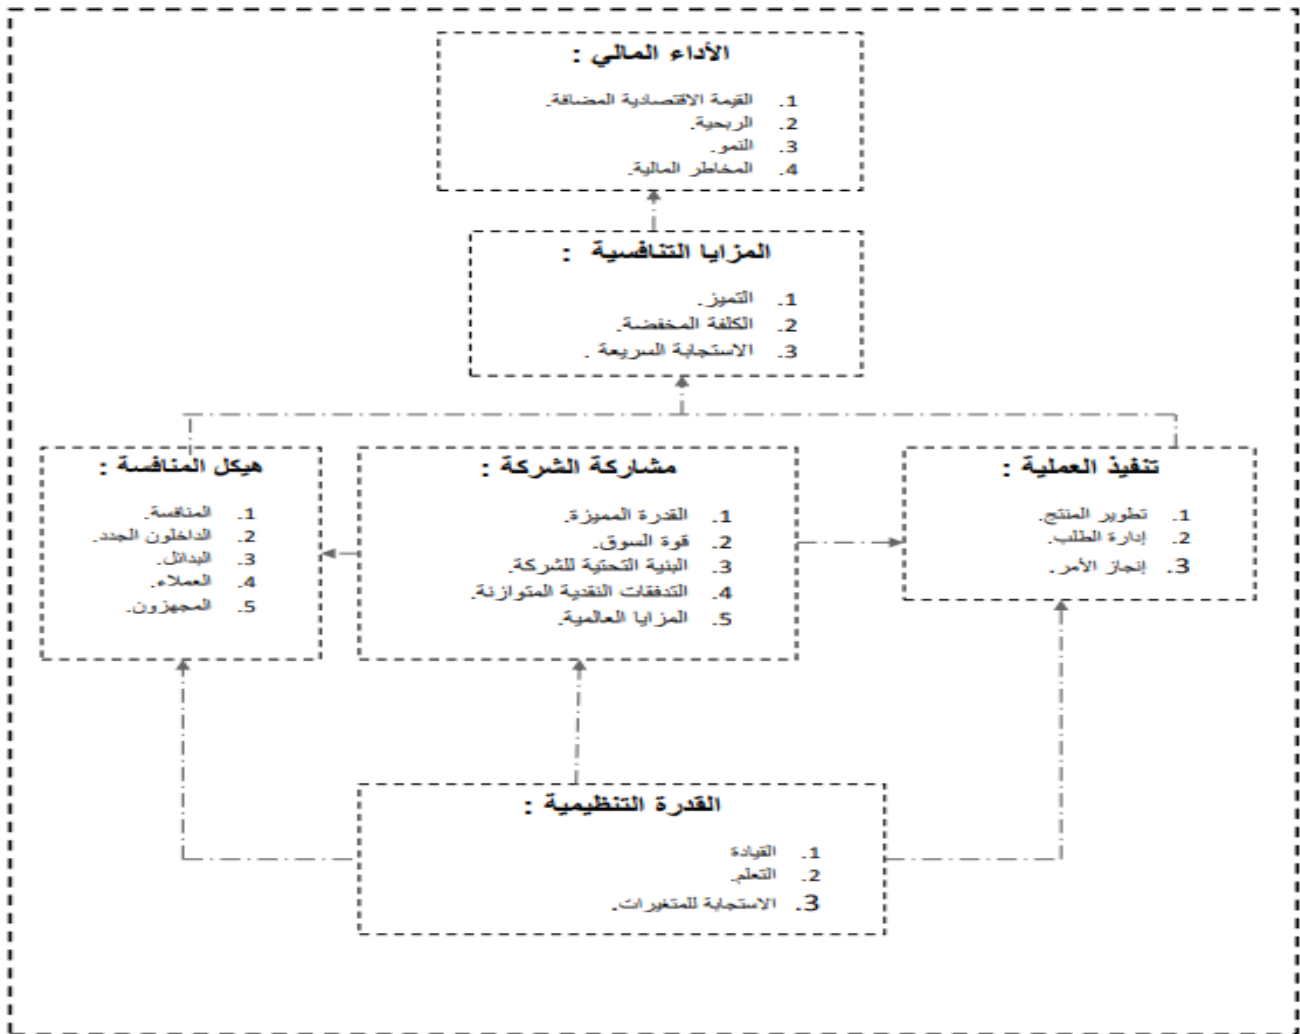 الأداء المالي :
1. القيمة الاقتصادية المضافة.
2. الربحية.
3. النمو.
4. المخاطر المالية.
المزايا التنافسية :
1. التميز.
2. الكلفة المخفضة.
3. الاستجابة السريعة .
تنفيذ العملية :
1. تطوير المنتج.
2. إدارة الطلب.
3. إنجاز الأمر.
مشاركة الشركة :
1. القدرة المميزة.
2. قوة السوق.
3. البنية التحتية للشركة.
4. التدفقات النقدية المتوازنة.
5. المزايا العالمية.
هيكل المنافسة :
1. المنافسة.
2. الداخلون الجدد.
3. البدائل.
4. العملاء.
5. المجهزون.
القدرة التنظيمية :
1. القيادة
2. التعلم.
3. الاستجابة للمتغيرات.